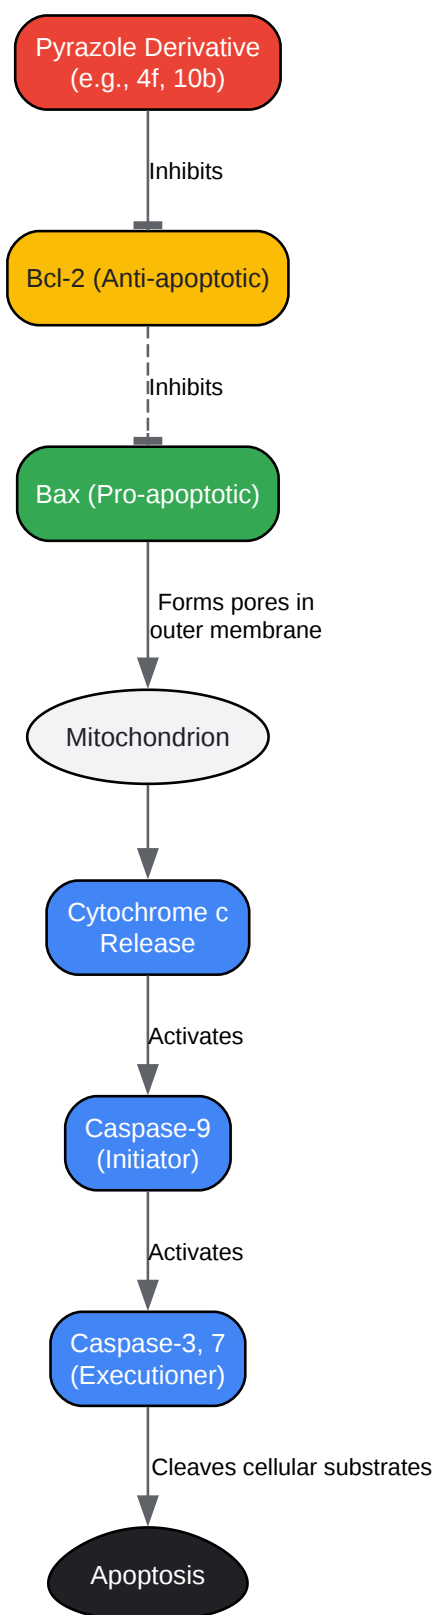 Pyrazole Derivative
(e.g., 4f, 10b)
Inhibits
Bcl-2 (Anti-apoptotic)
Inhibits
Bax (Pro-apoptotic)
Forms pores in
outer membrane
Mitochondrion
Cytochrome c
Release
Activates
Caspase-9
(Initiator)
Activates
Caspase-3, 7
(Executioner)
Cleaves cellular substrates
Apoptosis